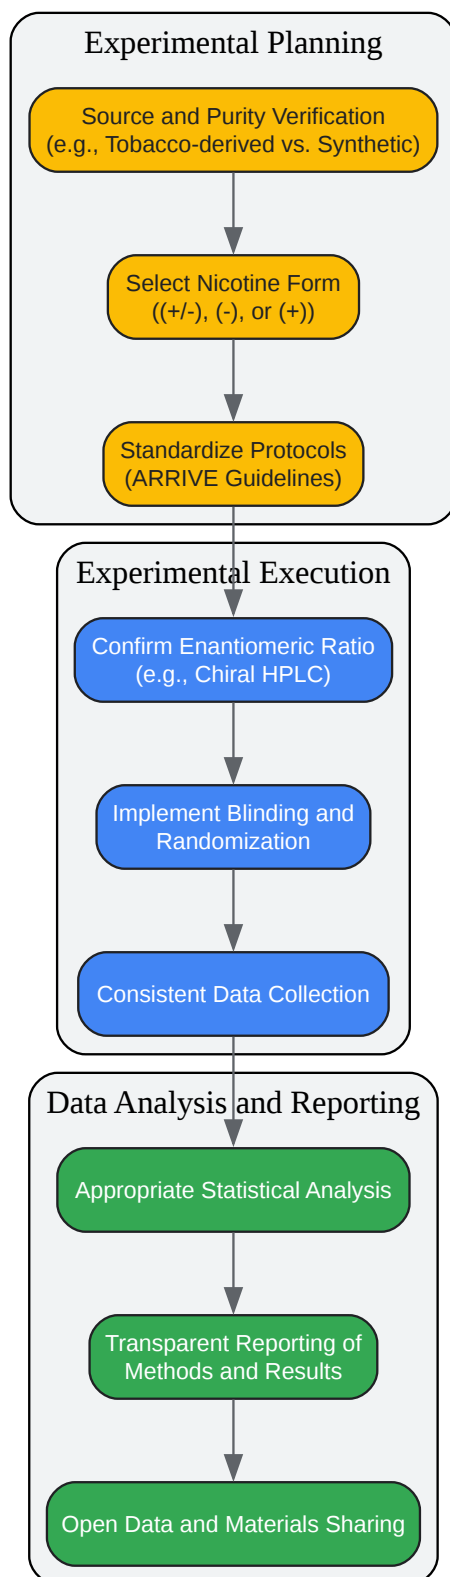 Experimental Planning
Source and Purity Verification
(e.g., Tobacco-derived vs. Synthetic)
Select Nicotine Form
((+/-), (-), or (+))
Standardize Protocols
(ARRIVE Guidelines)
Experimental Execution
Confirm Enantiomeric Ratio
(e.g., Chiral HPLC)
Implement Blinding and
Randomization
Consistent Data Collection
Data Analysis and Reporting
Appropriate Statistical Analysis
Transparent Reporting of
Methods and Results
Open Data and Materials Sharing